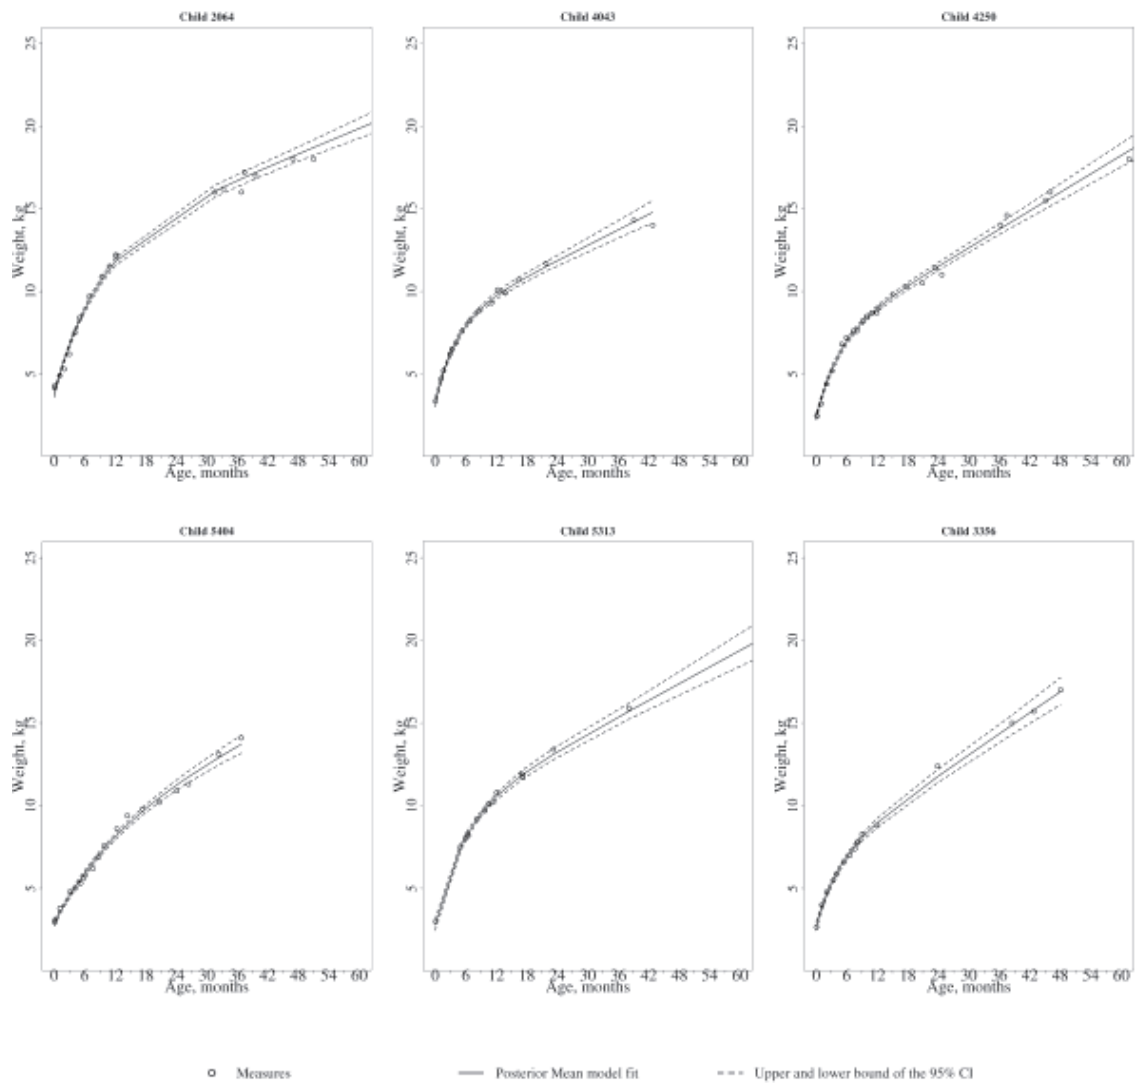 Child 2064
Child 4043
Child 4250
25
20
15
10
5
Weight, kg
0 6 12 18 24 30 36 42 48 54 60
Age, months
25
20
15
10
5
Weight, kg
0 6 12 18 24 30 36 42 48 54 60
Age, months
25
20
15
10
5
Weight, kg
0 6 12 18 24 30 36 42 48 54 60
Age, months
Child 5404
Child 5313
Child 3356
25
20
15
10
5
Weight, kg
0 6 12 18 24 30 36 42 48 54 60
Age, months
25
20
15
10
5
Weight, kg
0 6 12 18 24 30 36 42 48 54 60
Age, months
25
20
15
10
5
Weight, kg
0 6 12 18 24 30 36 42 48 54 60
Age, months
Measures
Posterior Mean model fit
Upper and lower bound of the 95% CI